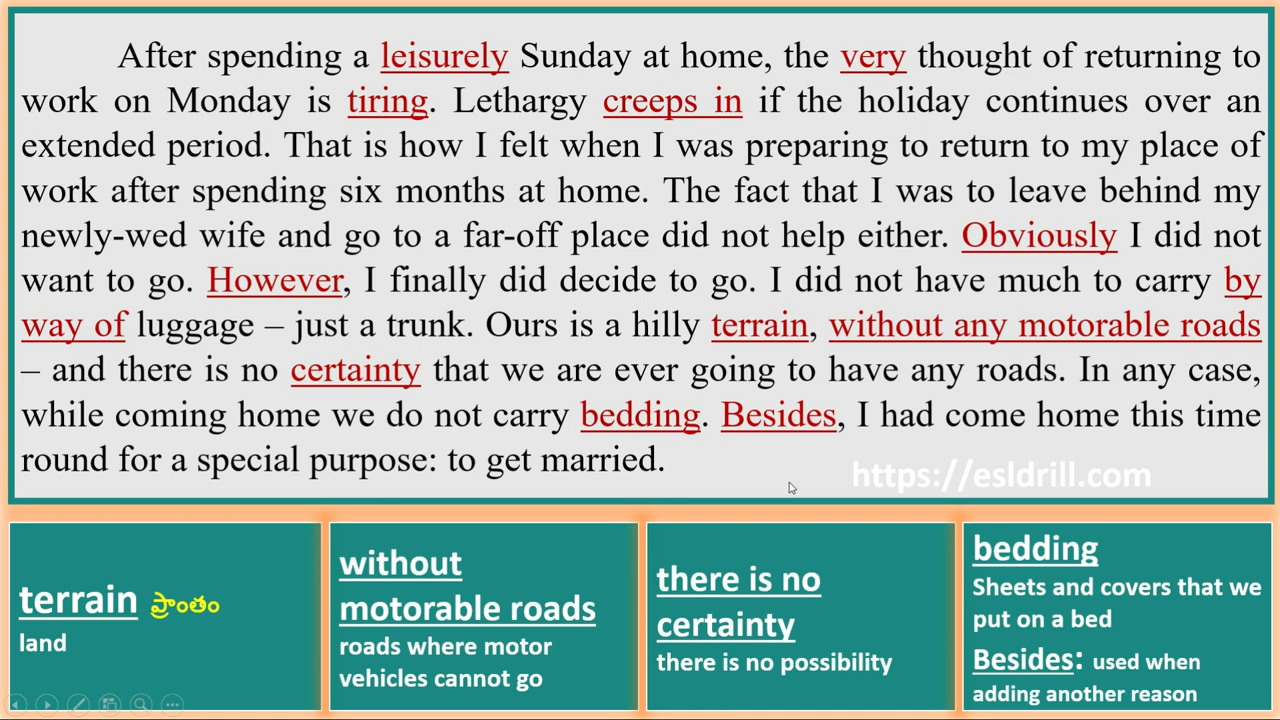 After spending a leisurely Sunday at home, the very thought of returning to
work on Monday is tiring. Lethargy creeps in if the holiday continues over an
extended period. That is how I felt when I was preparing to return to my place of
work after spending six months at home. The fact that I was to leave behind my
newly-wed wife and go to a far-off place did not help either. Obviously I did not
want to go. However, I finally did decide to go. I did not have much to carry by
way of luggage – just a trunk. Ours is a hilly terrain, without any motorable roads
– and there is no certainty that we are ever going to have any roads. In any case,
while coming home we do not carry bedding. Besides, I had come home this time
round for a special purpose: to get married.
https://esldrill.com
terrain ప్రాంతం
land
without
motorable roads
roads where motor
vehicles cannot go
there is no
certainty
there is no possibility
bedding
Sheets and covers that we
put on a bed
Besides: used when
adding another reason